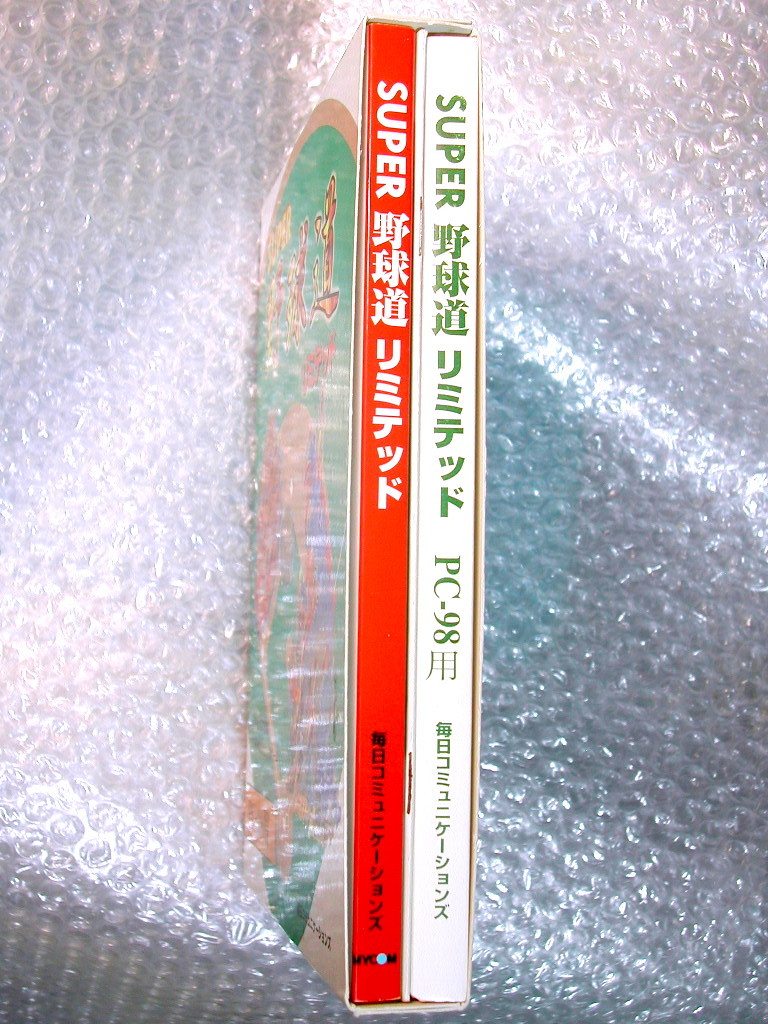 SUPER 野球道 リミテッド
毎日コミュニケーションズ
MYCOM
SUPER 野球道 リミテッド PC-98用
毎日コミュニケーションズ